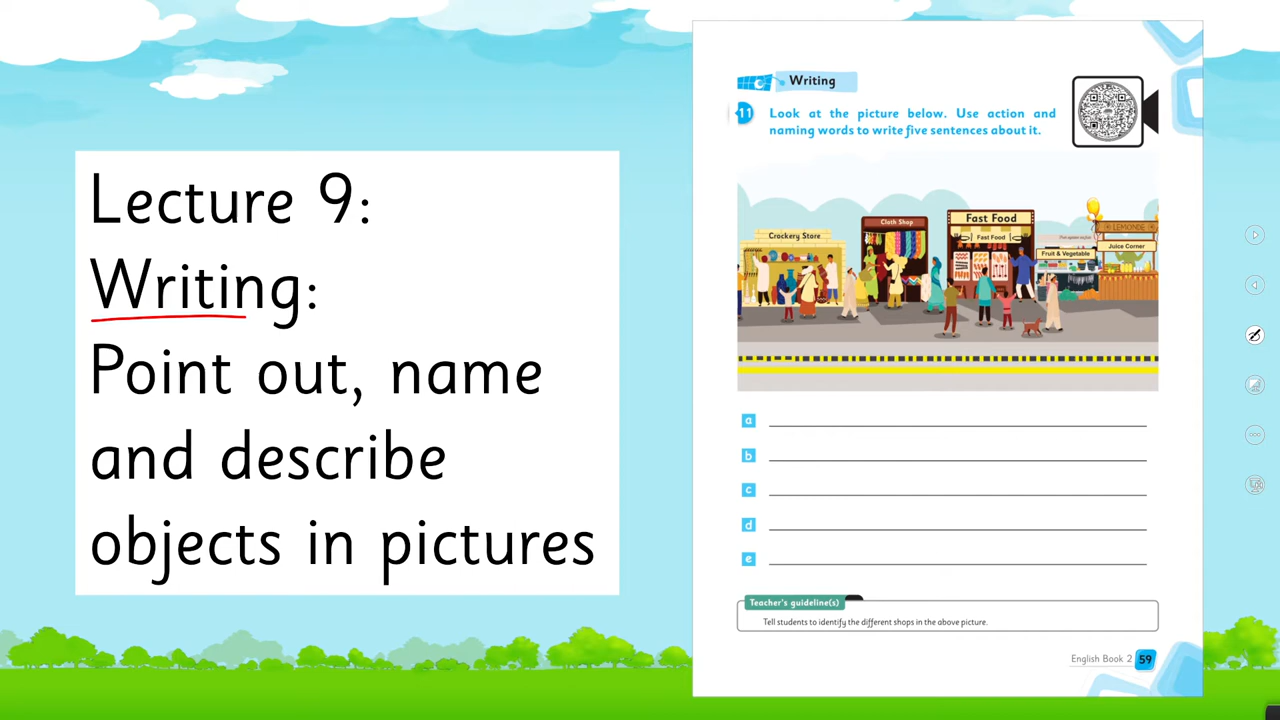 Lecture 9:
Writing:
Point out, name
and describe
objects in pictures
Writing
11
Look at the picture below. Use action and
naming words to write five sentences about it.
Crockery Store
Cloth Shop
Fast Food
Fast Food
Fruit & Vegetable
LEMONDE
Juice Corner
a
b
c
d
e
Teacher's guideline(s)
Tell students to identify the different shops in the above picture.
English Book 2 59